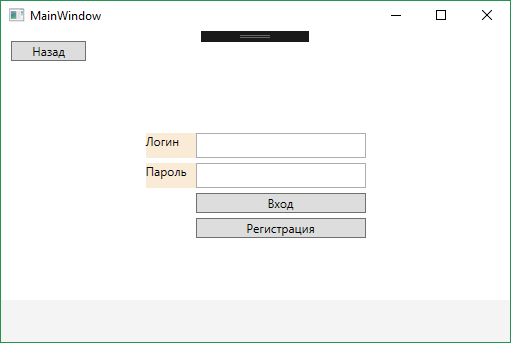 MainWindow
Назад
Логин
Пароль
Вход
Регистрация